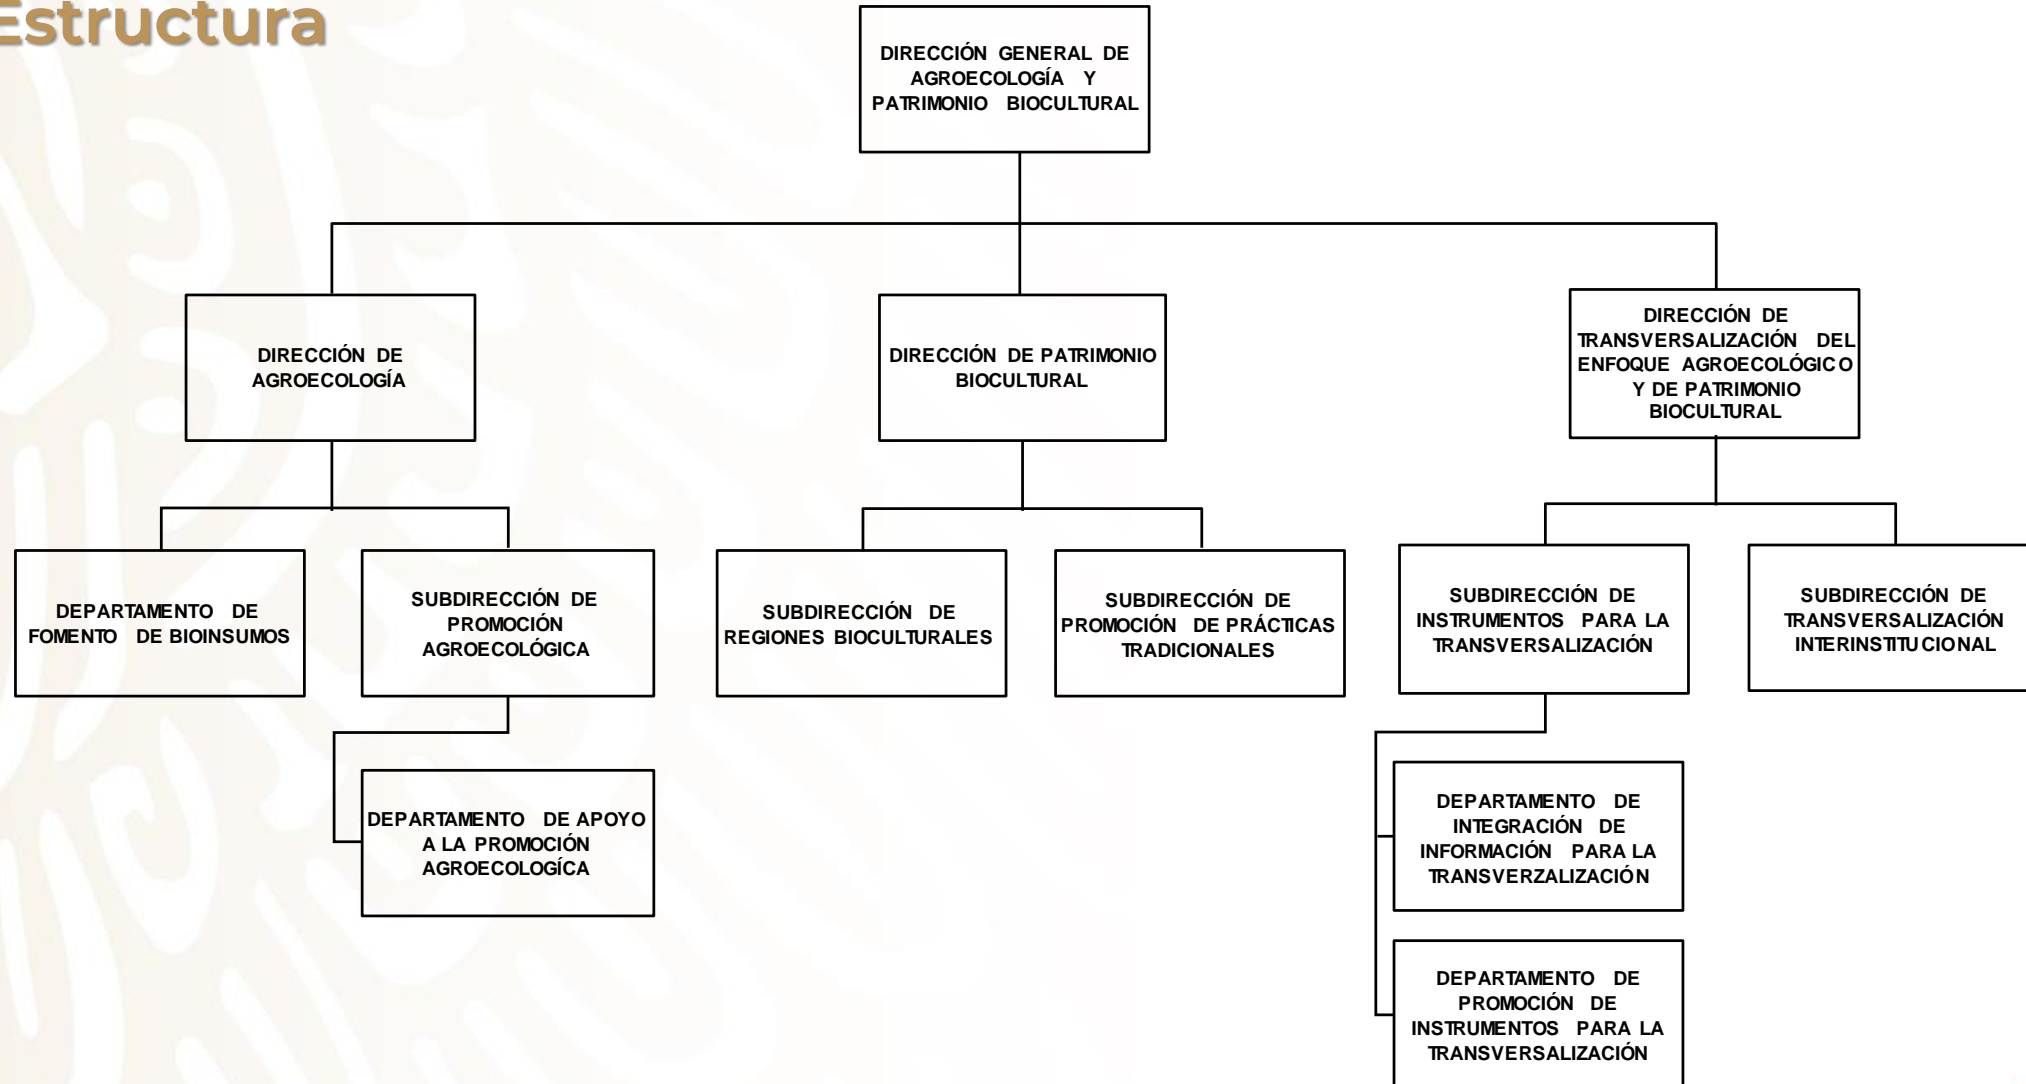 Estructura
DIRECCIÓN GENERAL DE
AGROECOLOGÍA Y
PATRIMONIO BIOCULTURAL
DIRECCIÓN DE
AGROECOLOGÍA
DIRECCIÓN DE PATRIMONIO
BIOCULTURAL
DIRECCIÓN DE
TRANSVERSALIZACIÓN DEL
ENFOQUE AGROECOLÓGICO
Y DE PATRIMONIO
BIOCULTURAL
DEPARTAMENTO DE
FOMENTO DE BIOINSUMOS
SUBDIRECCIÓN DE
PROMOCIÓN
AGROECOLÓGICA
SUBDIRECCIÓN DE
REGIONES BIOCULTURALES
SUBDIRECCIÓN DE
PROMOCIÓN DE PRÁCTICAS
TRADICIONALES
SUBDIRECCIÓN DE
INSTRUMENTOS PARA LA
TRANSVERSALIZACIÓN
SUBDIRECCIÓN DE
TRANSVERSALIZACIÓN
INTERINSTITUCIONAL
DEPARTAMENTO DE APOYO
A LA PROMOCIÓN
AGROECOLOGÍCA
DEPARTAMENTO DE
INTEGRACIÓN DE
INFORMACIÓN PARA LA
TRANSVERZALIZACIÓN
DEPARTAMENTO DE
PROMOCIÓN DE
INSTRUMENTOS PARA LA
TRANSVERSALIZACIÓN